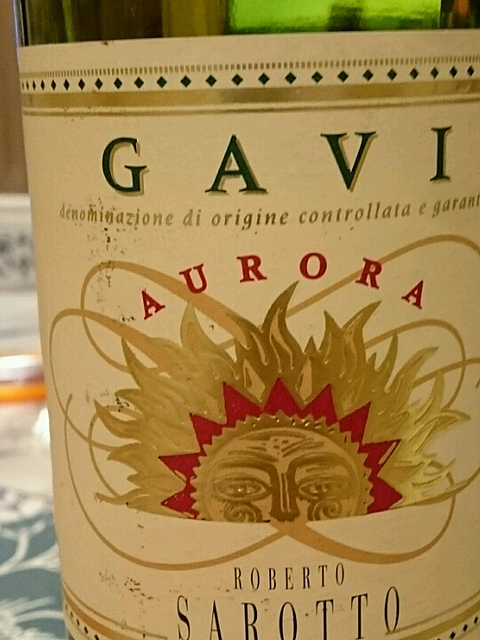 GAVI
denominazione di origine controllata e garant
AURORA
ROBERTO
SAROTTO